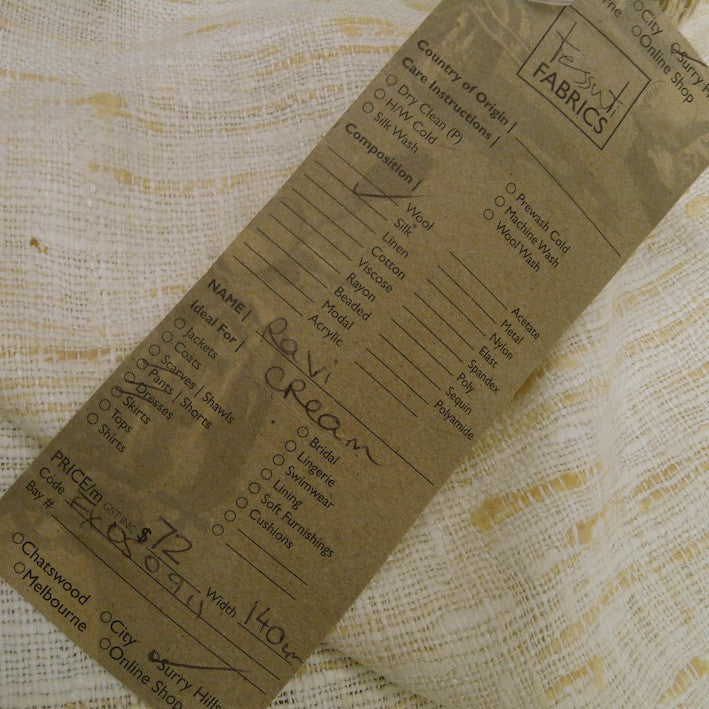 Melbourne
City
Surry H
Online Shop
Tessuti
FABRICS
Country of Origin |
Care Instructions |
Dry Clean (P)
H/W Cold
Silk Wash
Prewash Cold
Machine Wash
Wool Wash
Composition |
Wool
Silk
Linen
Cotton
Viscose
Rayon
Beaded
Modal
Acrylic
Acetate
Metal
Nylon
Elast
Spandex
Poly
Sequin
Polyamide
NAME | Ravi
Cream
Ideal For |
Jackets
Coats
Scarves | Shawls
Pants | Shorts
Dresses
Skirts
Tops
Shirts
Bridal
Lingerie
Swimwear
Lining
Soft Furnishings
Cushions
PRICE/m GST INC $72
Code EXOS0911 Width 140cm
Bay #
Chatswood
Melbourne
City
Surry Hills
Online Shop